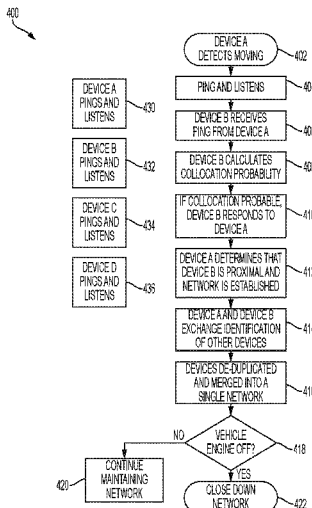 400
DEVICE A
DETECTS MOVING
402
PING AND LISTENS
DEVICE B RECEIVES
PING FROM DEVICE A
DEVICE B CALCULATES
COLLOCATION PROBABILITY
IF COLLOCATION PROBABLE,
DEVICE B RESPONDS TO
DEVICE A
DEVICE A DETERMINES THAT
DEVICE B IS PROXIMAL AND
NETWORK IS ESTABLISHED
DEVICE A AND DEVICE B
EXCHANGE IDENTIFICATION
OF OTHER DEVICES
DEVICES DE-DUPLICATED
AND MERGED INTO A
SINGLE NETWORK
VEHICLE
ENGINE OFF?
418
NO
YES
CONTINUE
MAINTAINING
NETWORK
420
CLOSE DOWN
NETWORK
422
DEVICE A
PINGS AND
LISTENS
430
DEVICE B
PINGS AND
LISTENS
432
DEVICE C
PINGS AND
LISTENS
434
DEVICE D
PINGS AND
LISTENS
436